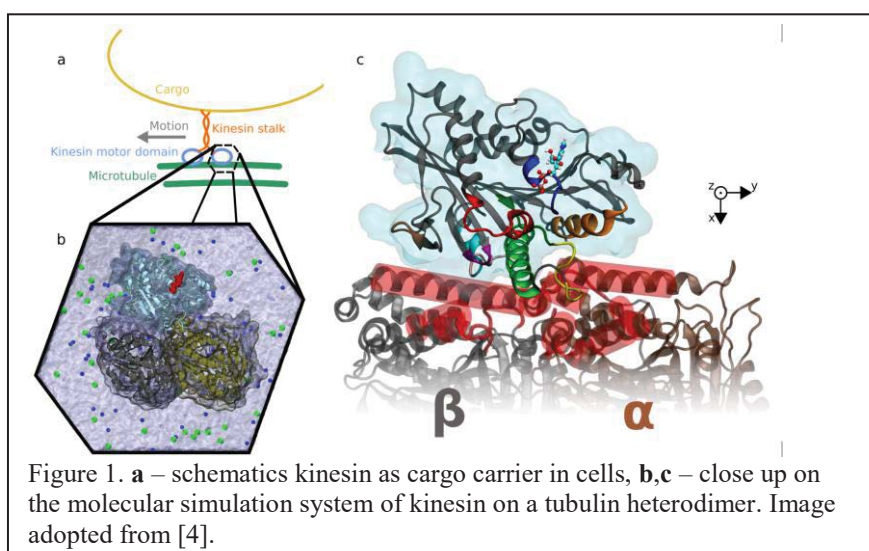 a
Cargo
Motion
Kinesin stalk
Kinesin motor domain
Microtubule
b
c
z
y
x
β
α
Figure 1. a – schematics kinesin as cargo carrier in cells, b,c – close up on
the molecular simulation system of kinesin on a tubulin heterodimer. Image
adopted from [4].